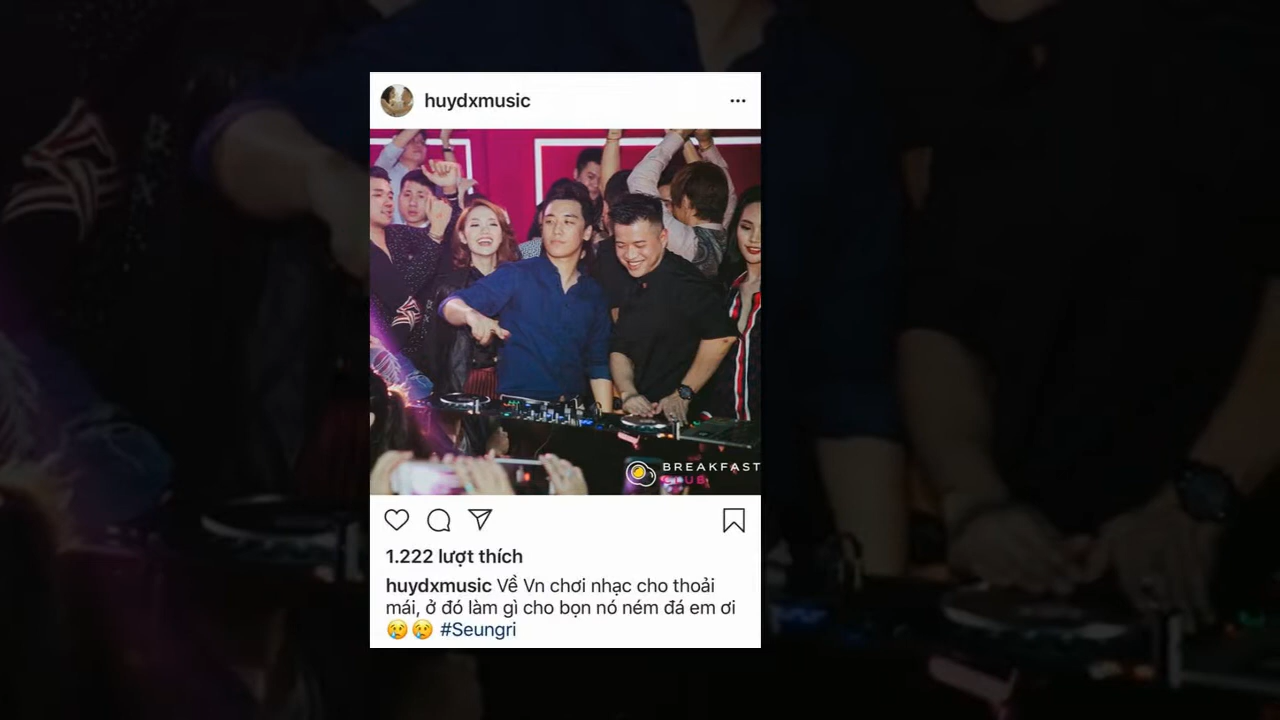 huydxmusic
BREAKFAST
CLUB
1.222 lượt thích
huydxmusic Về Vn chơi nhạc cho thoải
mái, ở đó làm gì cho bọn nó ném đá em ơi
😢😢 #Seungri